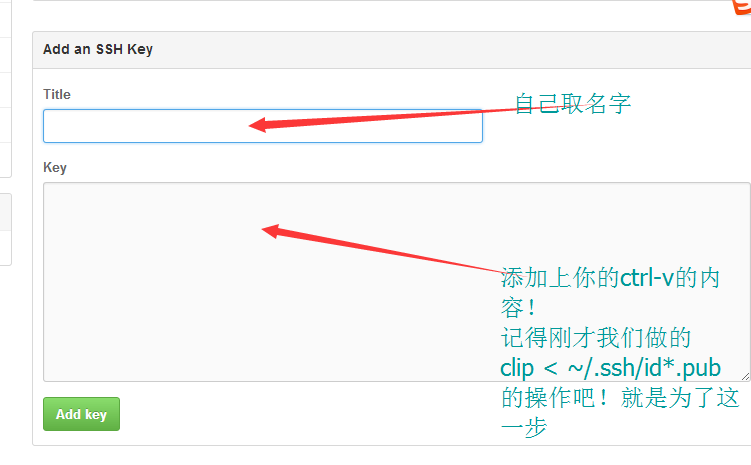 Add an SSH Key
Title
自己取名字
Key
添加上你的ctrl-v的内
容！
记得刚才我们做的
clip < ~/.ssh/id*.pub
的操作吧！就是为了这
一步
Add key